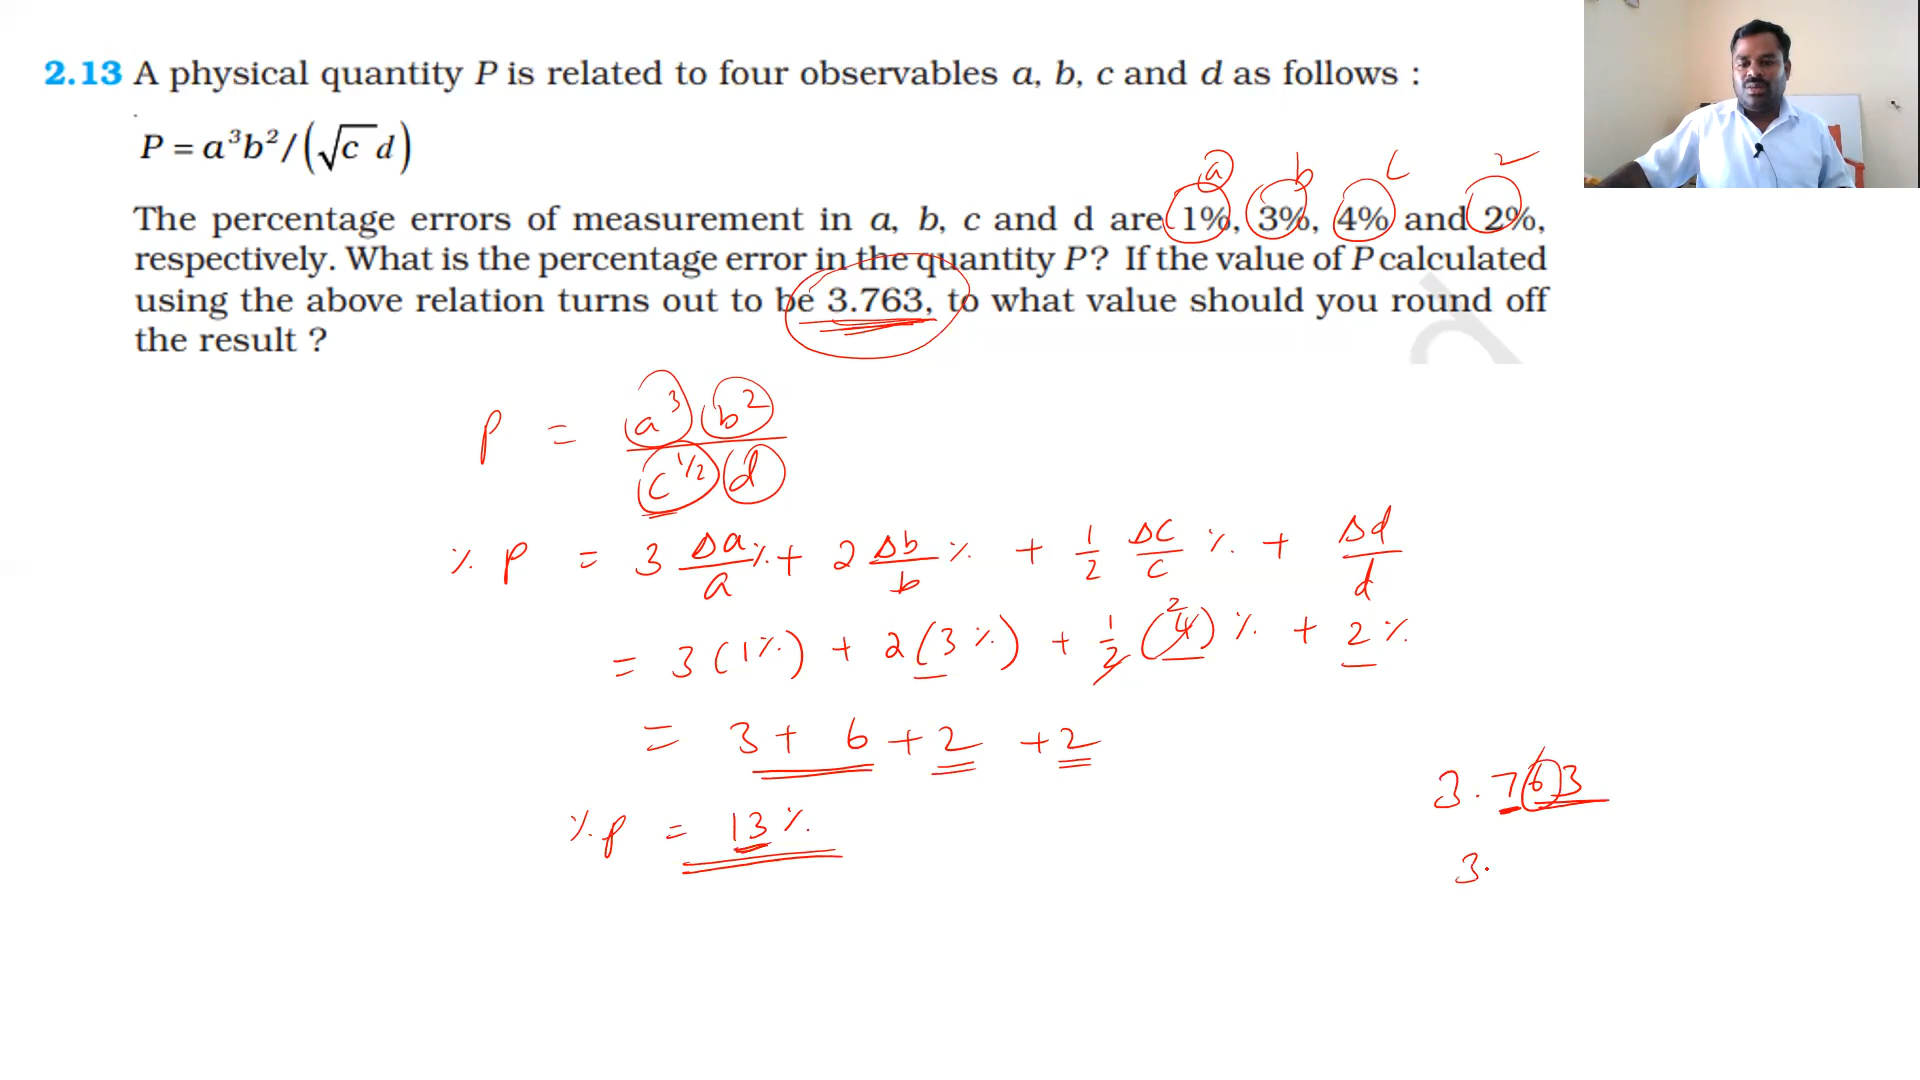 2.13 A physical quantity P is related to four observables a, b, c and d as follows :
P = a³b²/(√c d)
a b c
The percentage errors of measurement in a, b, c and d are 1%, 3%, 4% and 2%,
respectively. What is the percentage error in the quantity P? If the value of P calculated
using the above relation turns out to be 3.763, to what value should you round off
the result ?
P = a³ b² / c^1/2 d
% P = 3 Δa/a % + 2 Δb/b % + 1/2 Δc/c % + Δd/d
= 3 (1%) + 2 (3%) + 1/2 (4) 2 % + 2 %
= 3 + 6 + 2 + 2
3.763
% P = 13 %
3.